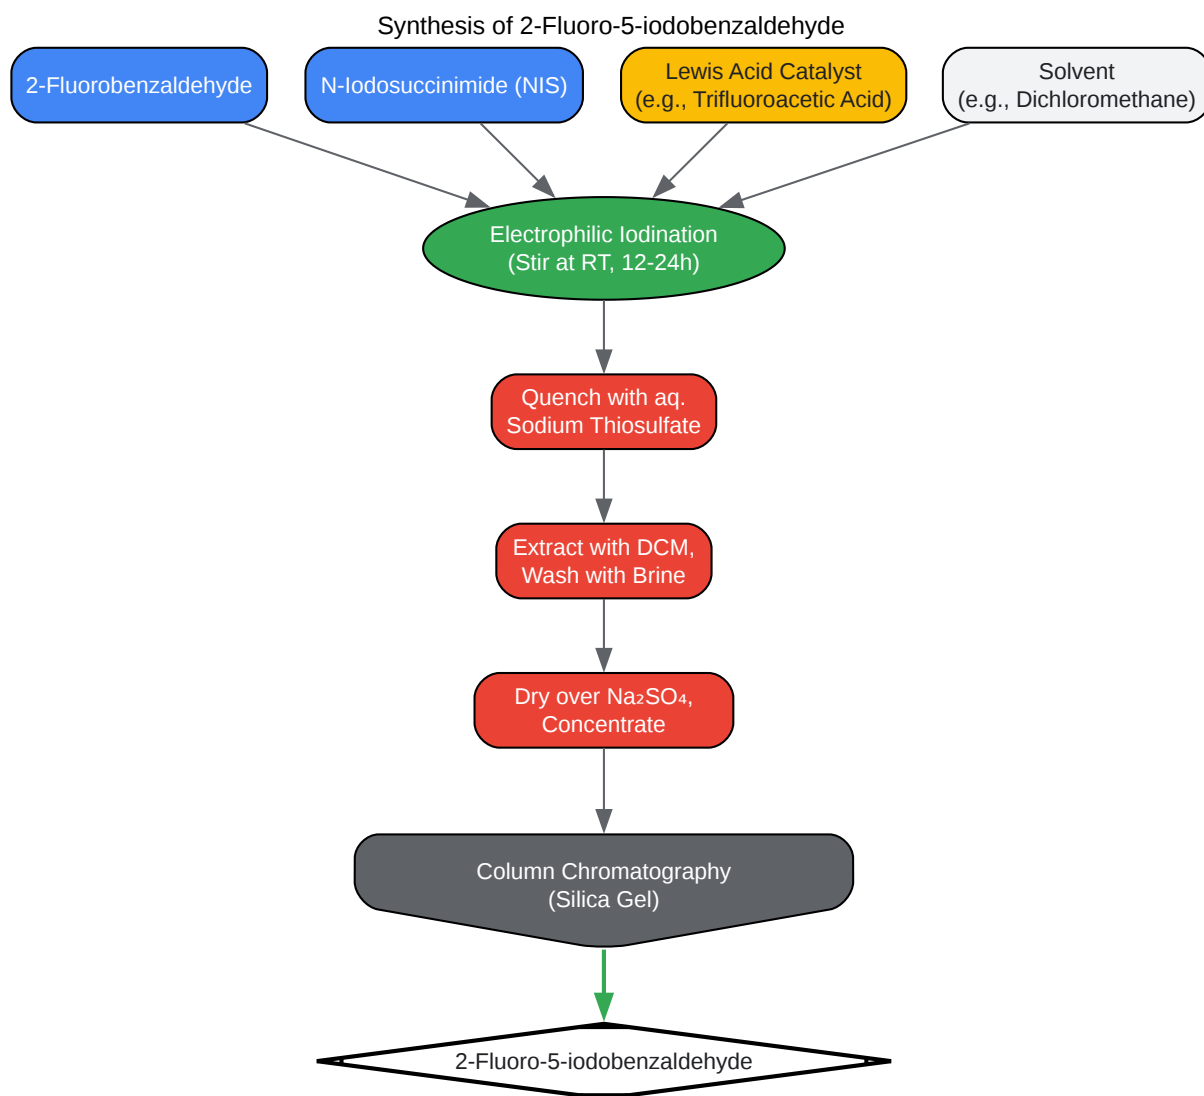 Synthesis of 2-Fluoro-5-iodobenzaldehyde
2-Fluorobenzaldehyde
N-Iodosuccinimide (NIS)
Lewis Acid Catalyst
(e.g., Trifluoroacetic Acid)
Solvent
(e.g., Dichloromethane)
Electrophilic Iodination
(Stir at RT, 12-24h)
Quench with aq.
Sodium Thiosulfate
Extract with DCM,
Wash with Brine
Dry over Na₂SO₄,
Concentrate
Column Chromatography
(Silica Gel)
2-Fluoro-5-iodobenzaldehyde